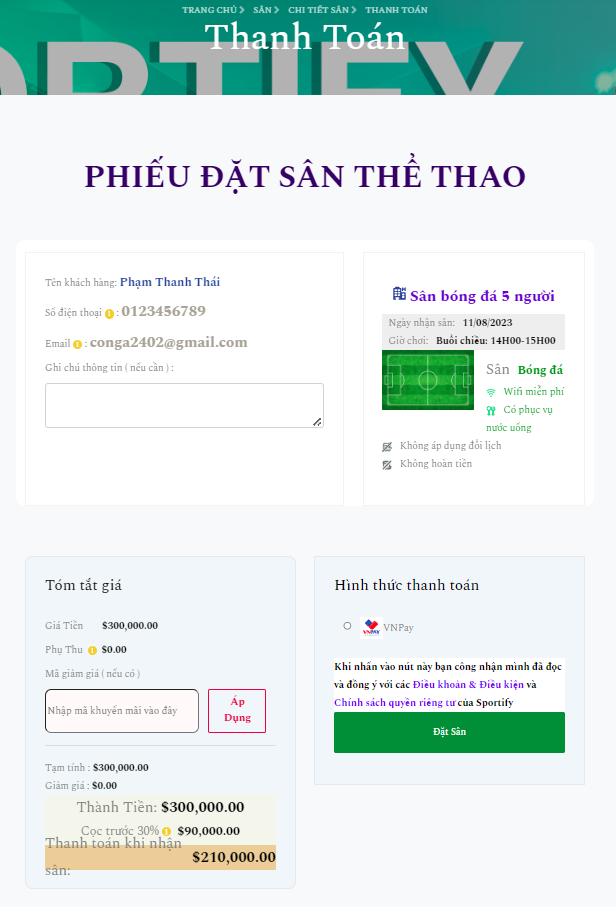 TRANG CHỦ SÂN CHI TIẾT SÂN THANH TOÁN
Thanh Toán
ORTIFY
PHIẾU ĐẶT SÂN THỂ THAO
Tên khách hàng: Phạm Thanh Thái
Số điện thoại : 0123456789
Email : conga2402@gmail.com
Ghi chú thông tin ( nếu cần ) :
Sân bóng đá 5 người
Ngày nhận sân: 11/08/2023
Giờ chơi: Buổi chiều: 14H00-15H00
Sân Bóng đá
Wifi miễn phí
Có phục vụ
nước uống
Không áp dụng đổi lịch
Không hoàn tiền
Tóm tắt giá
Giá Tiền $300,000.00
Phụ Thu $0.00
Mã giảm giá ( nếu có )
Nhập mã khuyến mãi vào đây
Áp
Dụng
Tạm tính : $300,000.00
Giảm giá : $0.00
Thành Tiền: $300,000.00
Cọc trước 30% $90,000.00
Thanh toán khi nhận
sân: $210,000.00
Hình thức thanh toán
VNPAY VNPay
Khi nhấn vào nút này bạn công nhận mình đã đọc
và đồng ý với các Điều khoản & Điều kiện và
Chính sách quyền riêng tư của Sportify
Đặt Sân